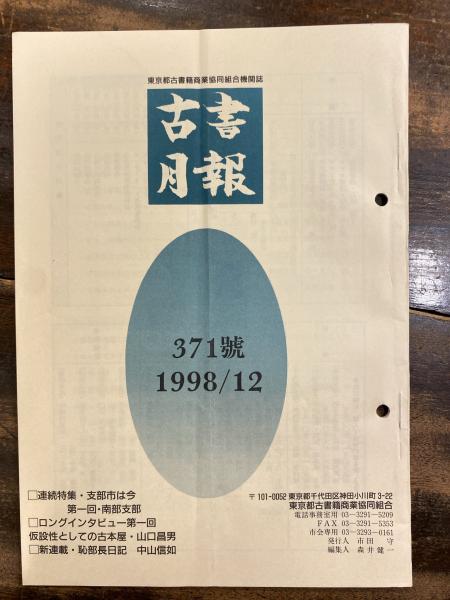 東京都古書籍商業協同組合機関誌
古書
月報
371號
1998/12
□連続特集・支部市は今
第一回・南部支部
□ロングインタビュー第一回
仮設性としての古本屋・山口昌男
□新連載・恥部長日記 中山信如
〒101-0052 東京都千代田区神田小川町3-22
東京都古書籍商業協同組合
電話事務室用 03-3291-5209
FAX 03-3291-5353
市会専用 03-3293-0161
発行人 市田 守
編集人 森井健一